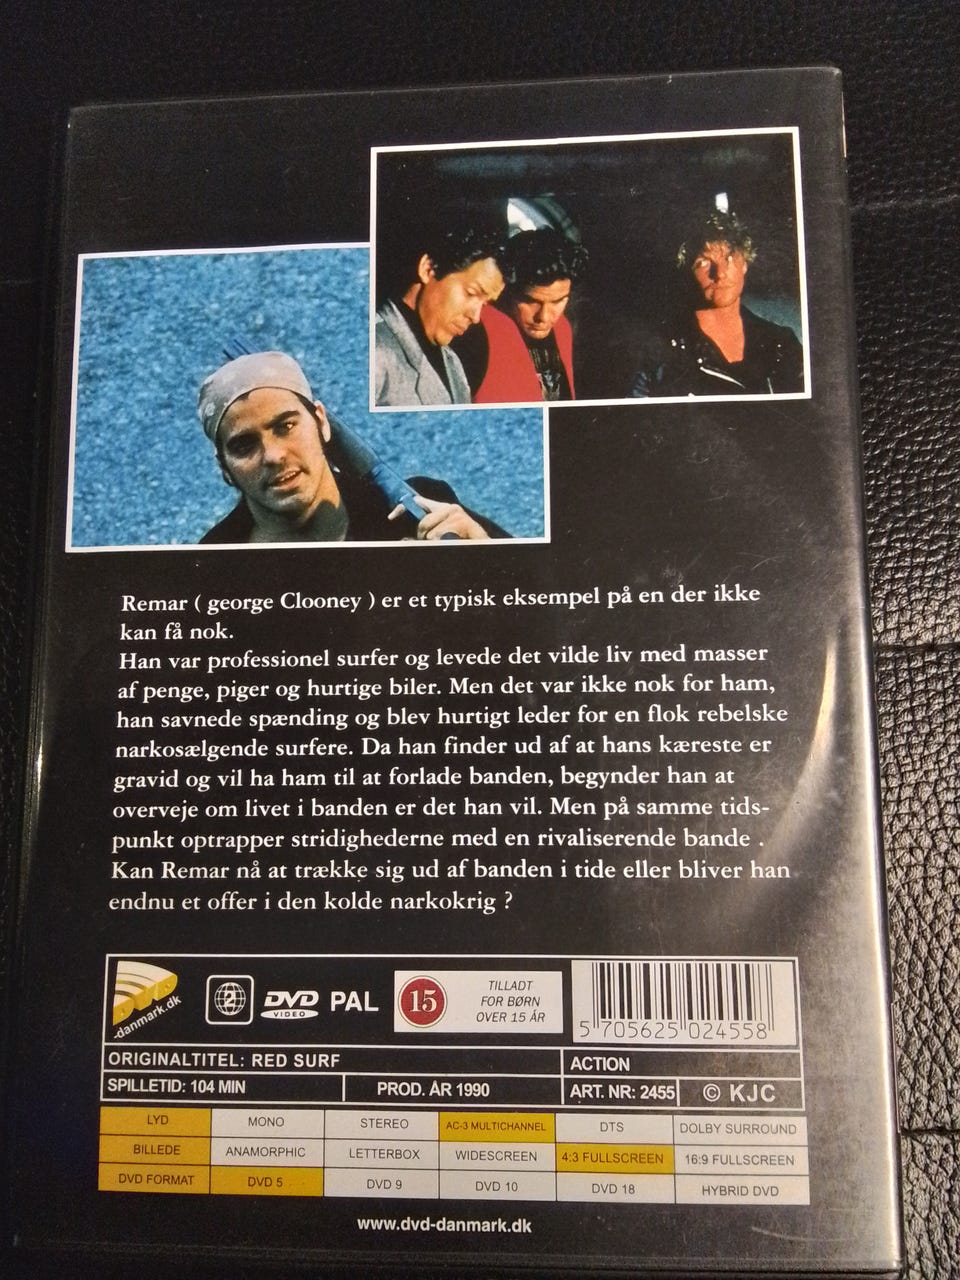 Remar ( george Clooney ) er et typisk eksempel på en der ikke
kan få nok.
Han var professionel surfer og levede det vilde liv med masser
af penge, piger og hurtige biler. Men det var ikke nok for ham,
han savnede spænding og blev hurtigt leder for en flok rebelske
narkosælgende surfere. Da han finder ud af at hans kæreste er
gravid og vil ha ham til at forlade banden, begynder han at
overveje om livet i banden er det han vil. Men på samme tids-
punkt optrapper stridighederne med en rivaliserende bande .
Kan Remar nå at trække sig ud af banden i tide eller bliver han
endnu et offer i den kolde narkokrig ?
DVD
-danmark.dk
2
DVD
VIDEO
PAL
15
TILLADT
FOR BØRN
OVER 15 ÅR
5 705625 024558
ORIGINALTITEL: RED SURF
ACTION
SPILLETID: 104 MIN
PROD. ÅR 1990
ART. NR: 2455
© KJC
LYD MONO STEREO AC-3 MULTICHANNEL DTS DOLBY SURROUND
BILLEDE ANAMORPHIC LETTERBOX WIDESCREEN 4:3 FULLSCREEN 16:9 FULLSCREEN
DVD FORMAT DVD 5 DVD 9 DVD 10 DVD 18 HYBRID DVD
www.dvd-danmark.dk